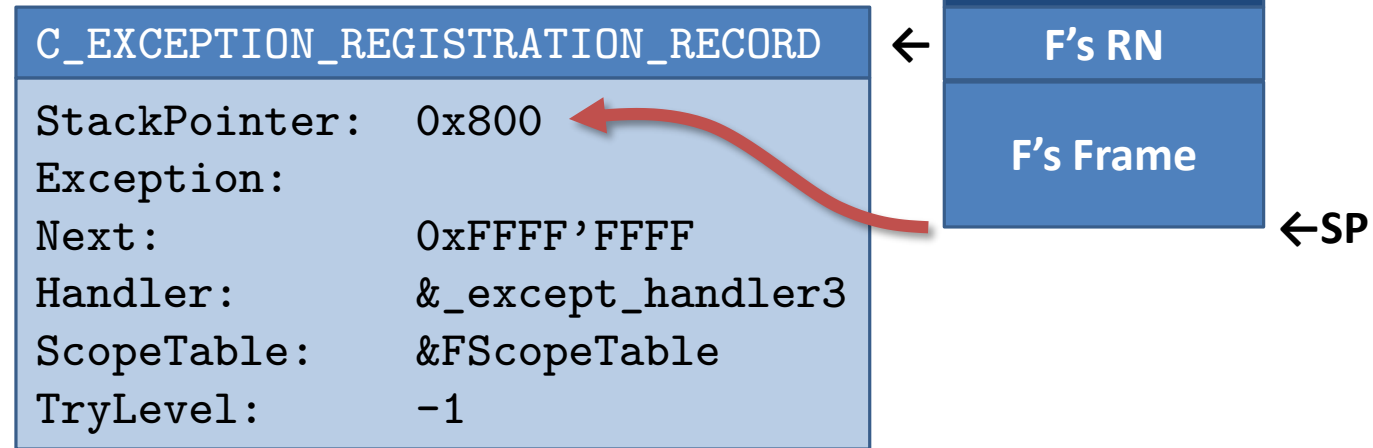 C_EXCEPTION_REGISTRATION_RECORD ← F’s RN
StackPointer: 0x800
Exception:
Next: 0xFFFF’FFFF
Handler: &_except_handler3
ScopeTable: &FScopeTable
TryLevel: -1
F’s Frame
←SP